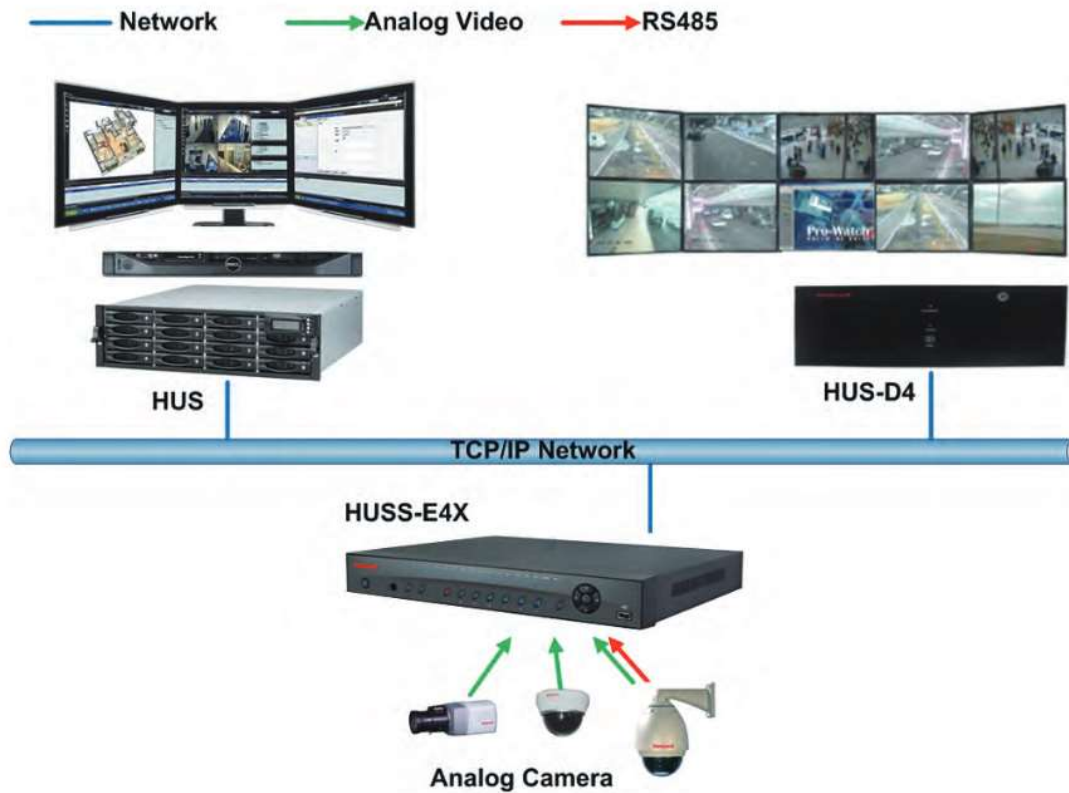 Network
Analog Video
RS485
Pro-Watch
HUS
HUS-D4
TCP/IP Network
HUSS-E4X
Analog Camera